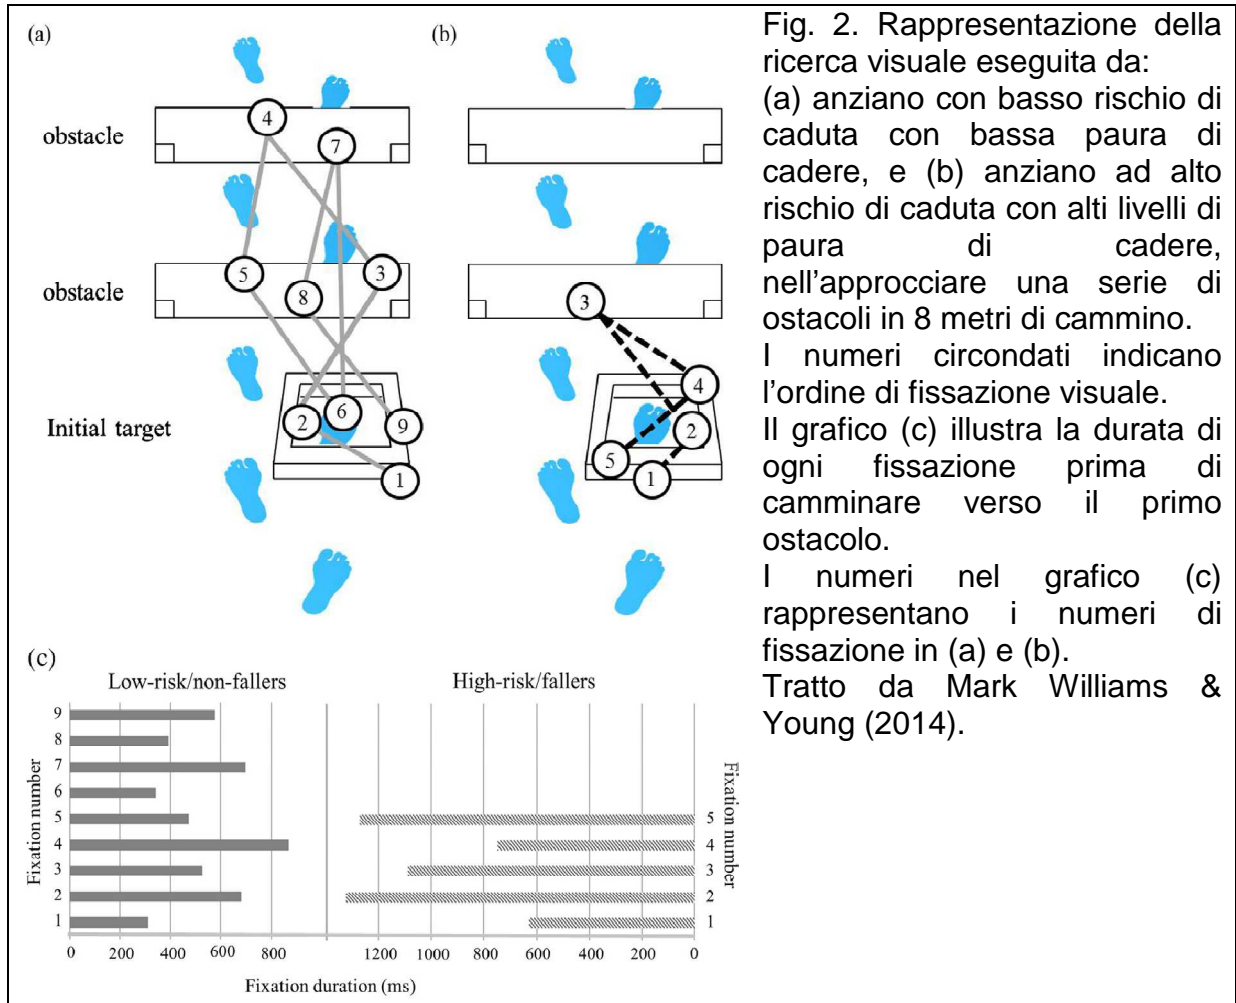 (a)
(b)
4
7
obstacle
5
3
8
obstacle
3
2
6
9
1
Initial target
4
2
5
1
Fig. 2. Rappresentazione della
ricerca visuale eseguita da:
(a) anziano con basso rischio di
caduta con bassa paura di
cadere, e (b) anziano ad alto
rischio di caduta con alti livelli di
paura di cadere,
nell'approcciare una serie di
ostacoli in 8 metri di cammino.
I numeri circondati indicano
l'ordine di fissazione visuale.
Il grafico (c) illustra la durata di
ogni fissazione prima di
camminare verso il primo
ostacolo.
I numeri nel grafico (c)
rappresentano i numeri di
fissazione in (a) e (b).
Tratto da Mark Williams &
Young (2014).
(c)
Low-risk/non-fallers
High-risk/fallers
Fixation number
9
8
7
6
5
4
3
2
1
0 200 400 600 800
1200 1000 800 600 400 200 0
5
4
3
2
1
Fixation number
Fixation duration (ms)